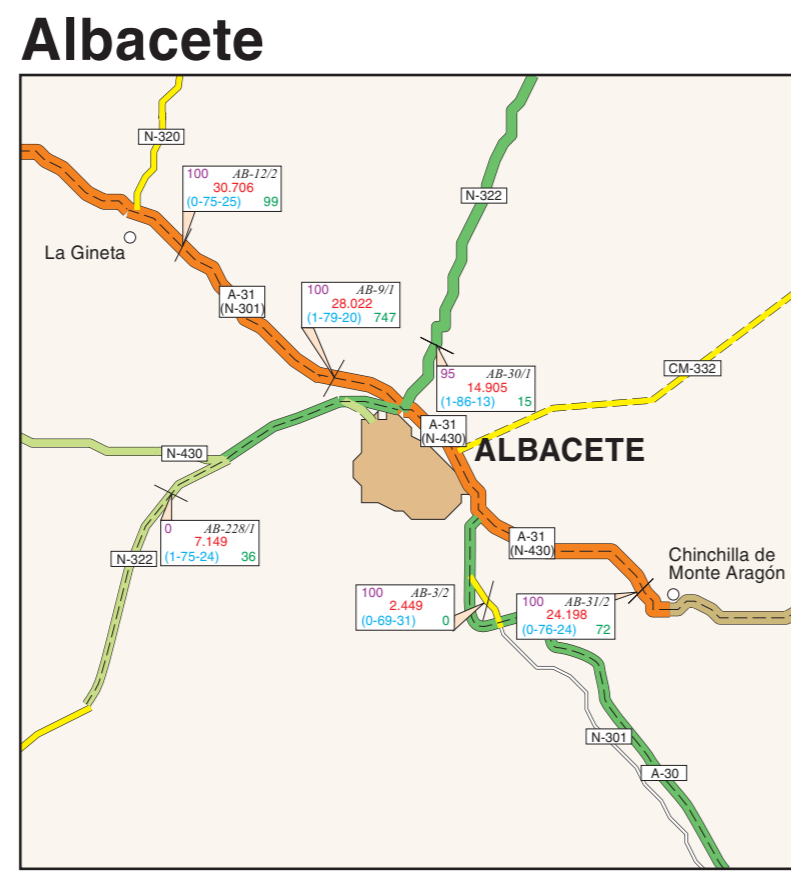 Albacete
N-320
100 AB-12/2
30.706
(0-75-25) 99
N-322
La Gineta
A-31
(N-301)
100 AB-9/1
28.022
(1-79-20) 747
95 AB-30/1
14.905
(1-86-13) 15
CM-332
A-31
(N-430)
ALBACETE
N-430
0 AB-228/1
7.149
(1-75-24) 36
N-322
A-31
(N-430)
Chinchilla de
Monte Aragón
100 AB-3/2
2.449
(0-69-31) 0
100 AB-31/2
24.198
(0-76-24) 72
N-301
A-30